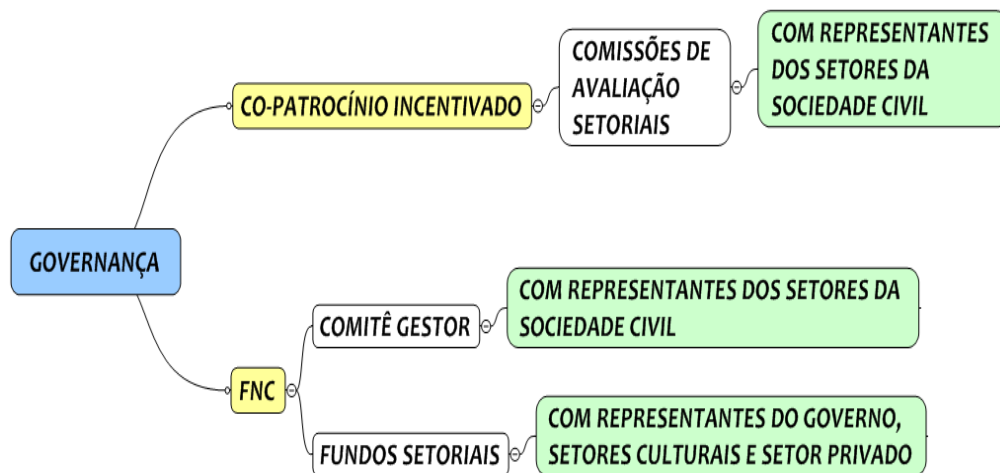 GOVERNANÇA
CO-PATROCÍNIO INCENTIVADO
COMISSÕES DE
AVALIAÇÃO
SETORIAIS
COM REPRESENTANTES
DOS SETORES DA
SOCIEDADE CIVIL
FNC
COMITÊ GESTOR
COM REPRESENTANTES DOS SETORES DA
SOCIEDADE CIVIL
FUNDOS SETORIAIS
COM REPRESENTANTES DO GOVERNO,
SETORES CULTURAIS E SETOR PRIVADO